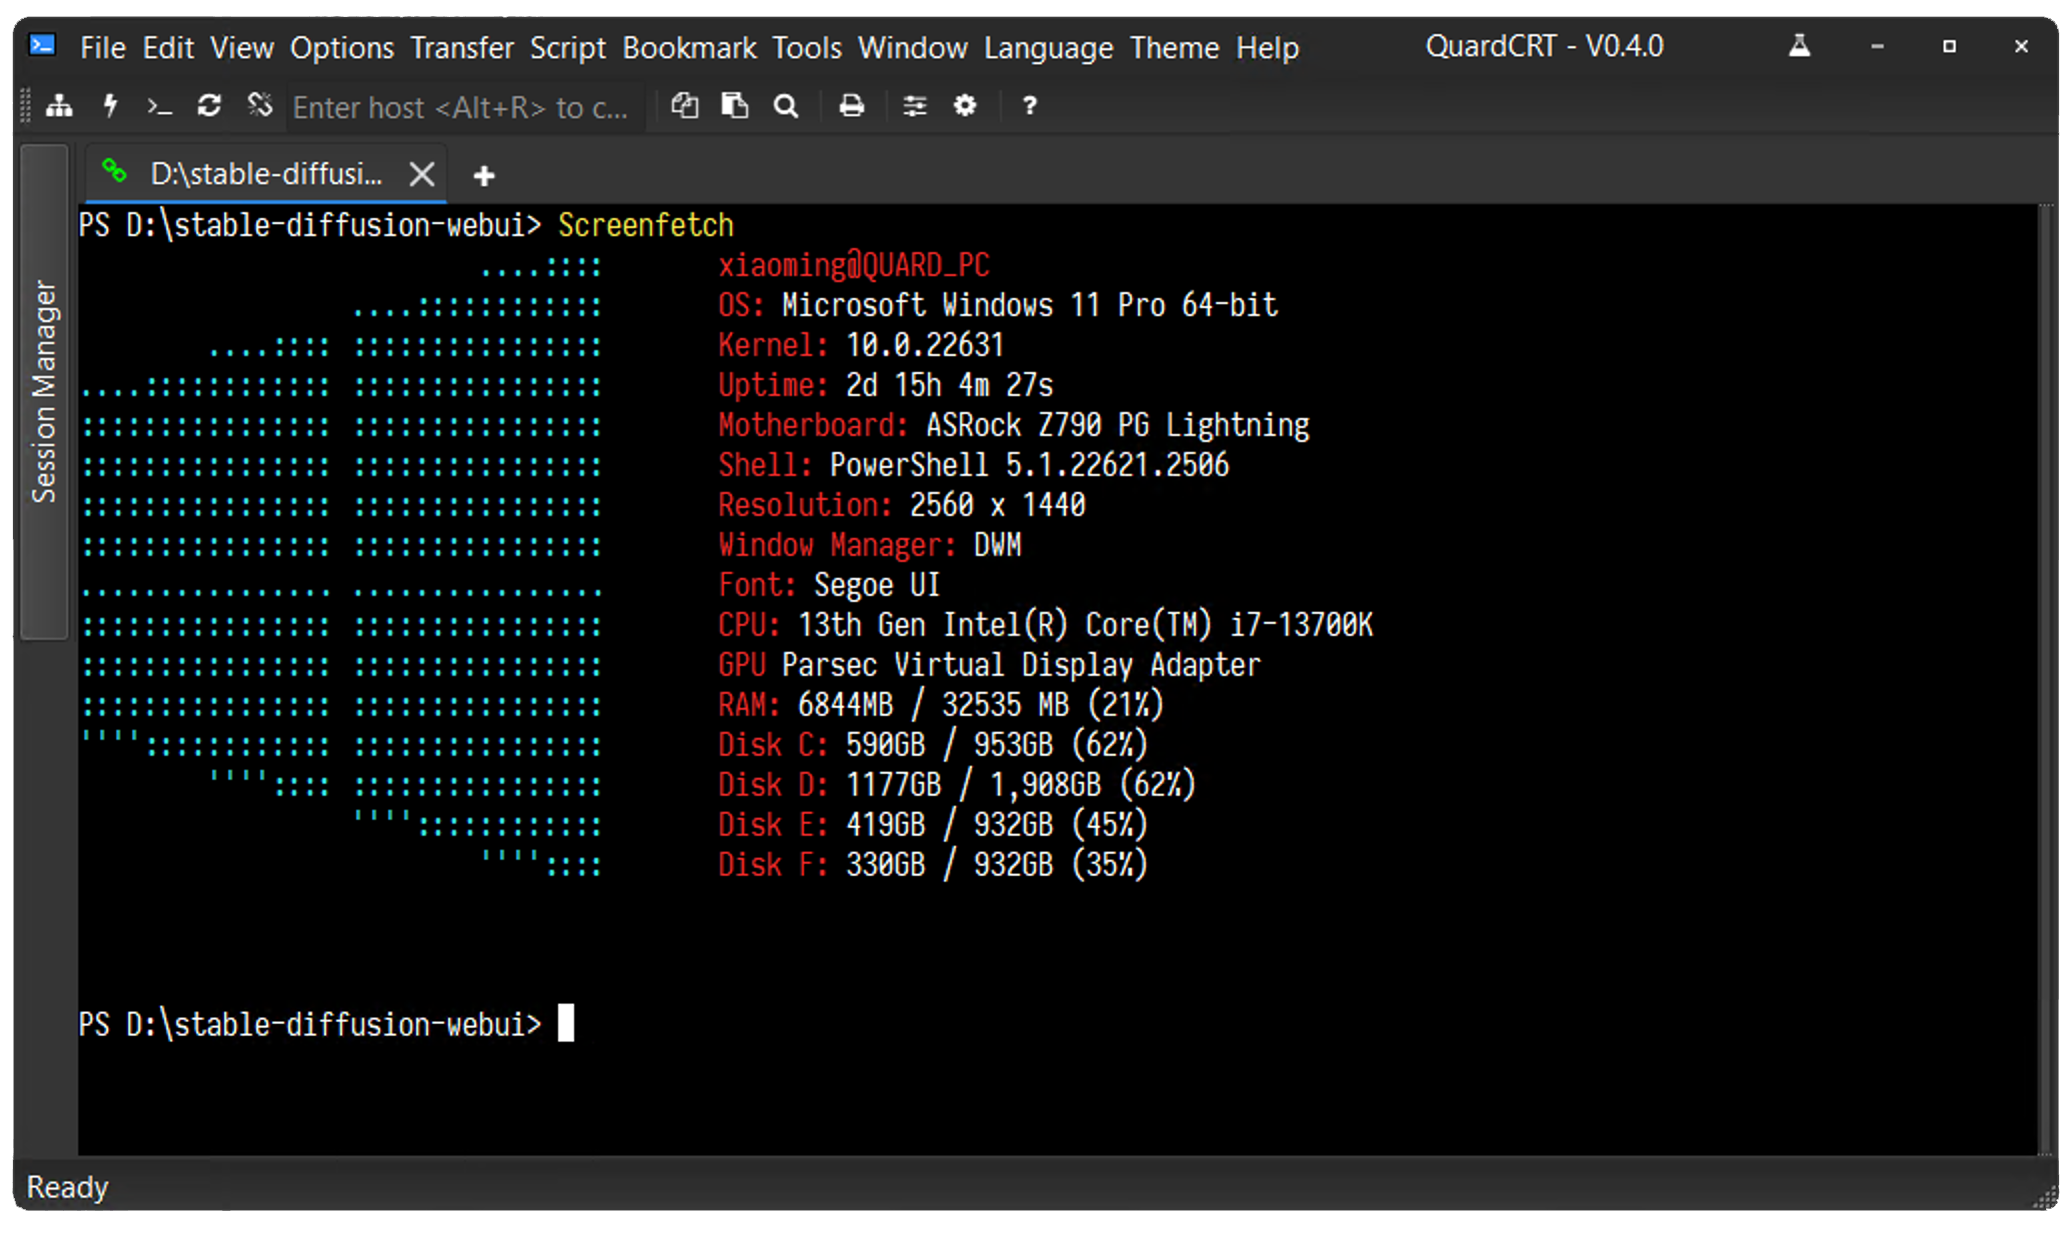 File Edit View Options Transfer Script Bookmark Tools Window Language Theme Help QuardCRT - V0.4.0
Enter host <Alt+R> to c...
D:\stable-diffusi...
Session Manager
PS D:\stable-diffusion-webui> Screenfetch
xiaoming@QUARD_PC
OS: Microsoft Windows 11 Pro 64-bit
Kernel: 10.0.22631
Uptime: 2d 15h 4m 27s
Motherboard: ASRock Z790 PG Lightning
Shell: PowerShell 5.1.22621.2506
Resolution: 2560 x 1440
Window Manager: DWM
Font: Segoe UI
CPU: 13th Gen Intel(R) Core(TM) i7-13700K
GPU Parsec Virtual Display Adapter
RAM: 6844MB / 32535 MB (21%)
Disk C: 590GB / 953GB (62%)
Disk D: 1177GB / 1,908GB (62%)
Disk E: 419GB / 932GB (45%)
Disk F: 330GB / 932GB (35%)
PS D:\stable-diffusion-webui>
Ready